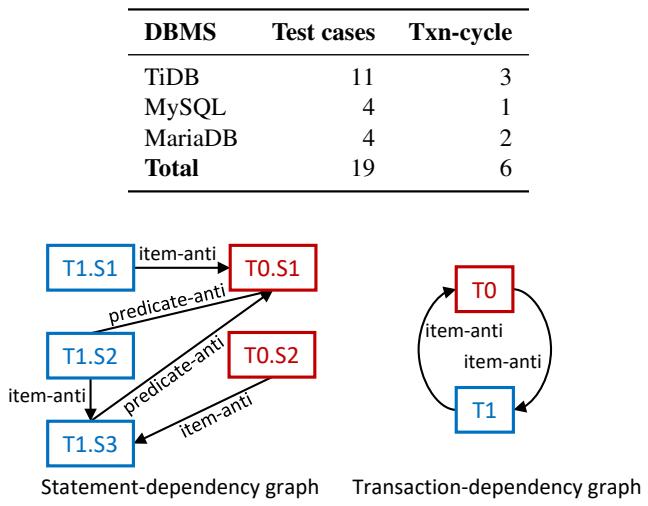 DBMS Test cases Txn-cycle
TiDB 11 3
MySQL 4 1
MariaDB 4 2
Total 19 6
T1.S1 item-anti T0.S1
predicate-anti
T1.S2 T0.S2
item-anti predicate-anti item-anti
T1.S3
Statement-dependency graph
T0
item-anti
item-anti
T1
Transaction-dependency graph